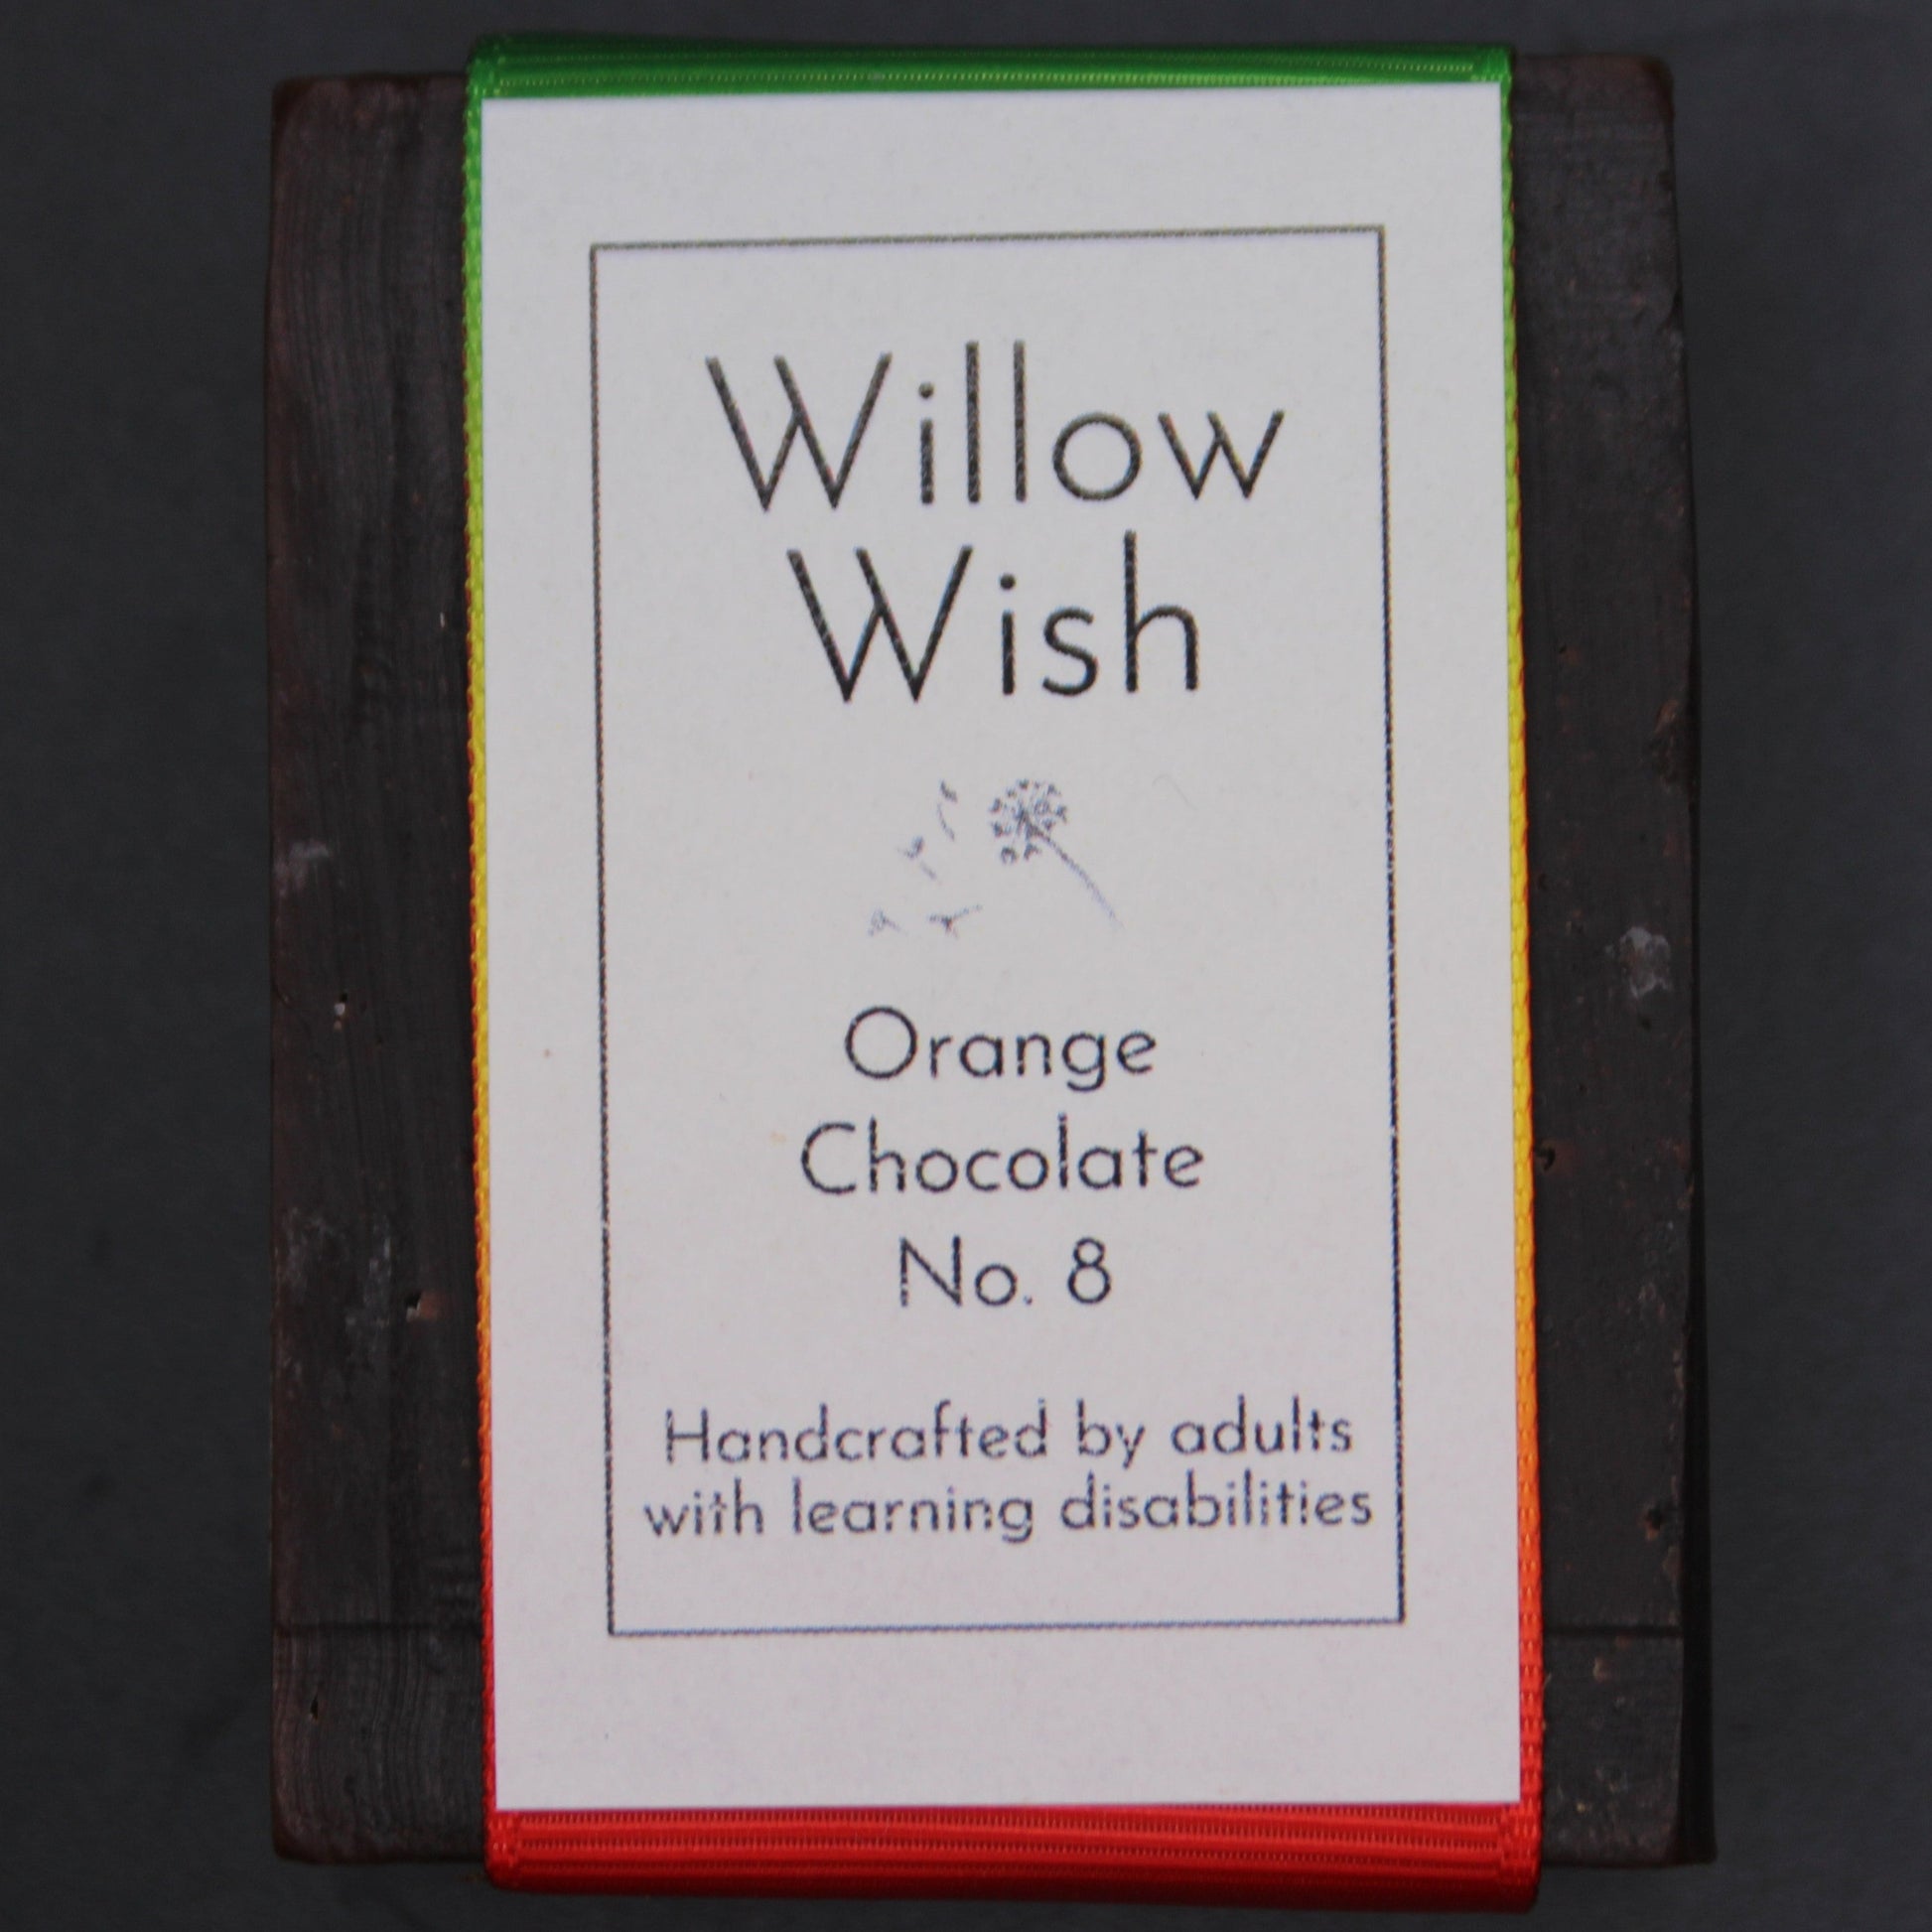 Willow
Wish
Orange
Chocolate
No. 8
Handcrafted by adults
with learning disabilities